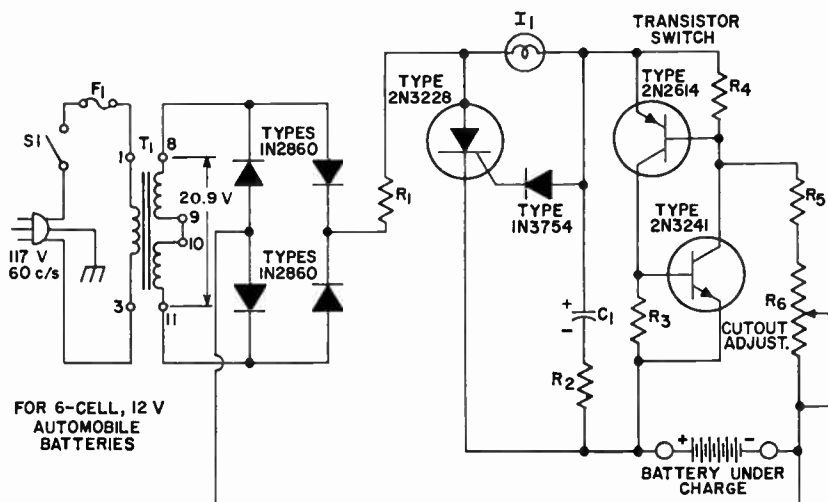 I1
TRANSISTOR
SWITCH
TYPE
2N3228
TYPE
2N2614
R4
F1
S1
T1
8
1
TYPES
1N2860
20.9 V
9
10
R1
TYPE
1N3754
TYPE
2N3241
R5
117 V
60 c/s
TYPES
1N2860
3
11
+
-
C1
R3
R6
CUTOUT
ADJUST.
R2
FOR 6-CELL, 12 V
AUTOMOBILE
BATTERIES
+
-
BATTERY UNDER
CHARGE